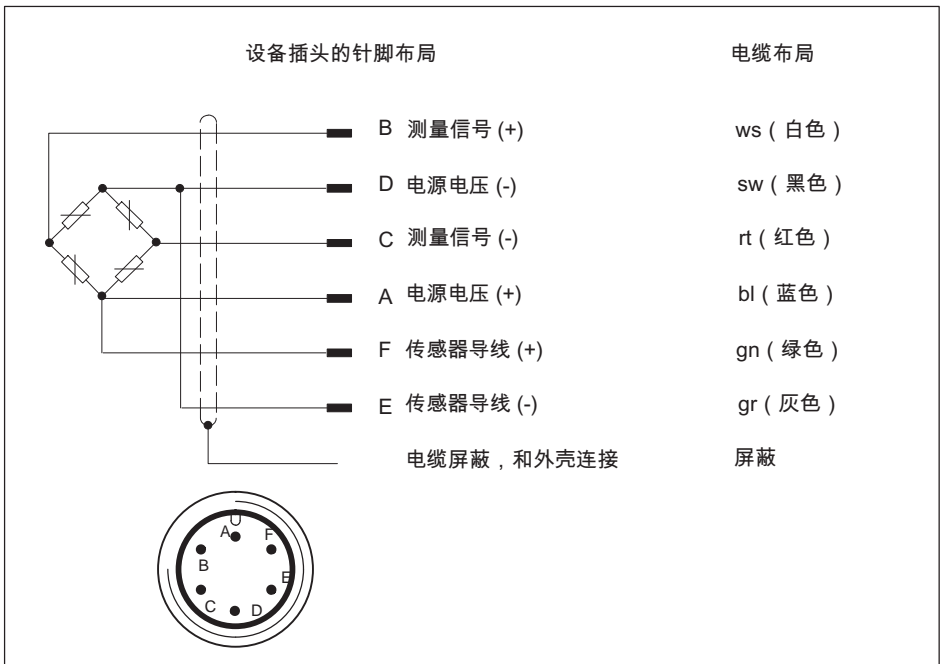 设备插头的针脚布局 电缆布局
B 测量信号 (+) ws ( 白色 )
D 电源电压 (-) sw ( 黑色 )
C 测量信号 (-) rt ( 红色 )
A 电源电压 (+) bl ( 蓝色 )
F 传感器导线 (+) gn ( 绿色 )
E 传感器导线 (-) gr ( 灰色 )
电缆屏蔽 , 和外壳连接 屏蔽
A F
B E
C D